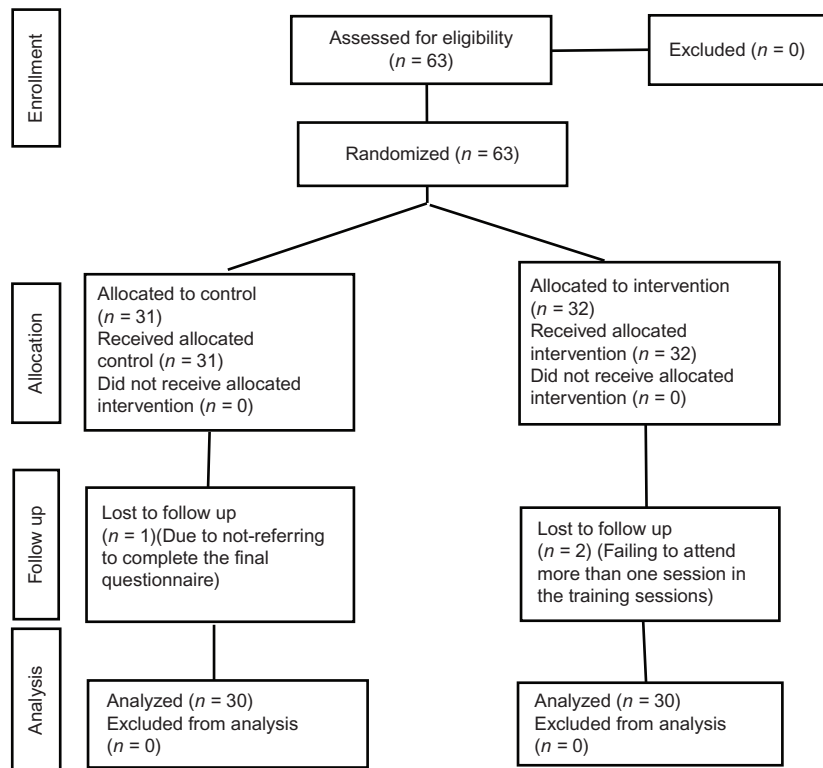 Enrollment
Assessed for eligibility
(n = 63)
Excluded (n = 0)
Randomized (n = 63)
Allocation
Allocated to control
(n = 31)
Received allocated
control (n = 31)
Did not receive allocated
intervention (n = 0)
Allocated to intervention
(n = 32)
Received allocated
intervention (n = 32)
Did not receive allocated
intervention (n = 0)
Follow up
Lost to follow up
(n = 1)(Due to not-referring
to complete the final
questionnaire)
Lost to follow up
(n = 2) (Failing to attend
more than one session in
the training sessions)
Analysis
Analyzed (n = 30)
Excluded from analysis
(n = 0)
Analyzed (n = 30)
Excluded from analysis
(n = 0)